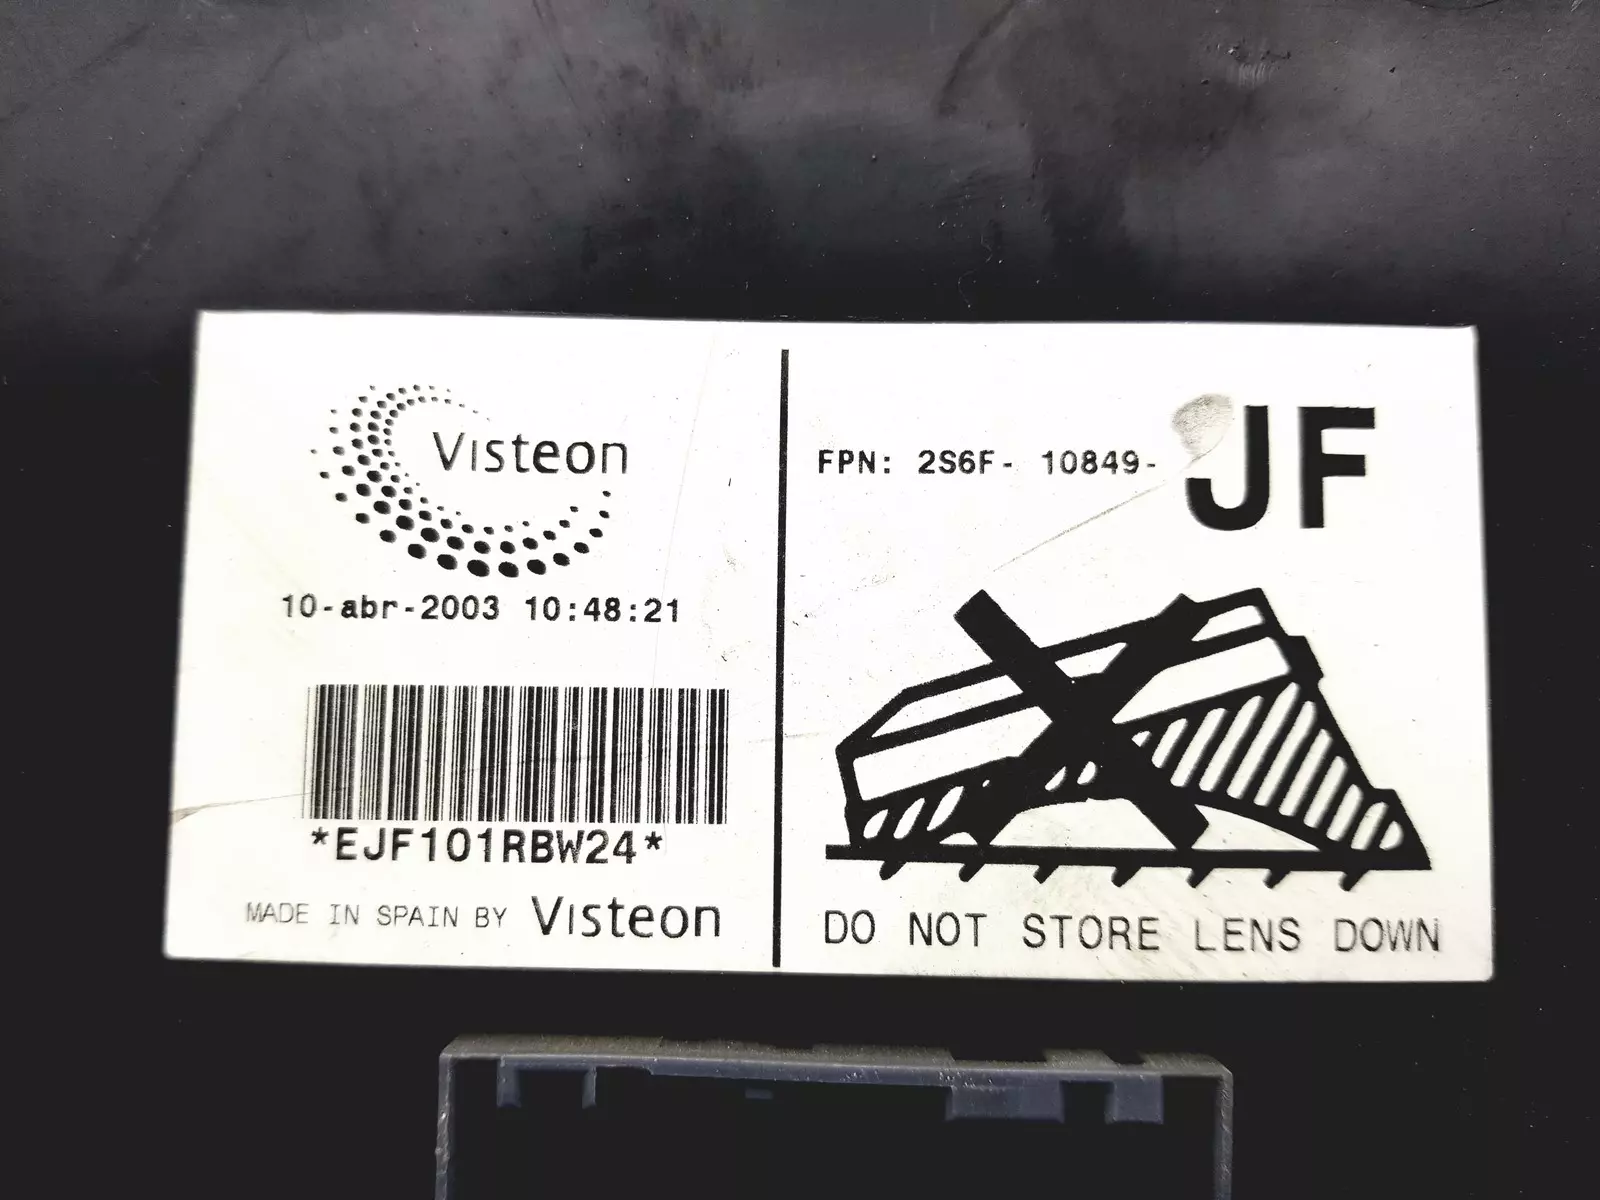 Visteon
10-abr-2003 10:48:21
*EJF101RBW24*
MADE IN SPAIN BY Visteon
FPN: 2S6F- 10849- JF
DO NOT STORE LENS DOWN